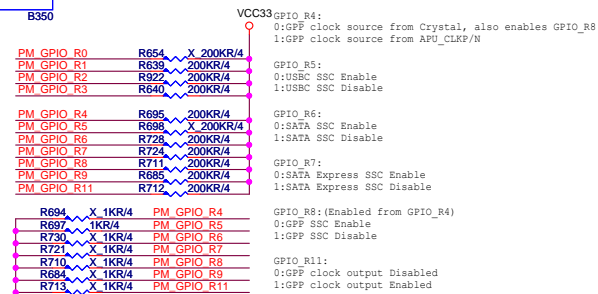 B350
VCC33
PM_GPIO_R0 R654 X_200KR/4
PM_GPIO_R1 R639 200KR/4
PM_GPIO_R2 R922 200KR/4
PM_GPIO_R3 R640 200KR/4
PM_GPIO_R4 R695 200KR/4
PM_GPIO_R5 R698 X_200KR/4
PM_GPIO_R6 R728 200KR/4
PM_GPIO_R7 R724 200KR/4
PM_GPIO_R8 R711 200KR/4
PM_GPIO_R9 R685 200KR/4
PM_GPIO_R11 R712 200KR/4
R694 X_1KR/4 PM_GPIO_R4
R697 1KR/4 PM_GPIO_R5
R730 X_1KR/4 PM_GPIO_R6
R721 X_1KR/4 PM_GPIO_R7
R710 X_1KR/4 PM_GPIO_R8
R684 X_1KR/4 PM_GPIO_R9
R713 X_1KR/4 PM_GPIO_R11
GPIO_R4:
0:GPP clock source from Crystal, also enables GPIO_R8
1:GPP clock source from APU_CLKP/N
GPIO_R5:
0:USBC SSC Enable
1:USBC SSC Disable
GPIO_R6:
0:SATA SSC Enable
1:SATA SSC Disable
GPIO_R7:
0:SATA Express SSC Enable
1:SATA Express SSC Disable
GPIO_R8:(Enabled from GPIO_R4)
0:GPP SSC Enable
1:GPP SSC Disable
GPIO_R11:
0:GPP clock output Disabled
1:GPP clock output Enabled